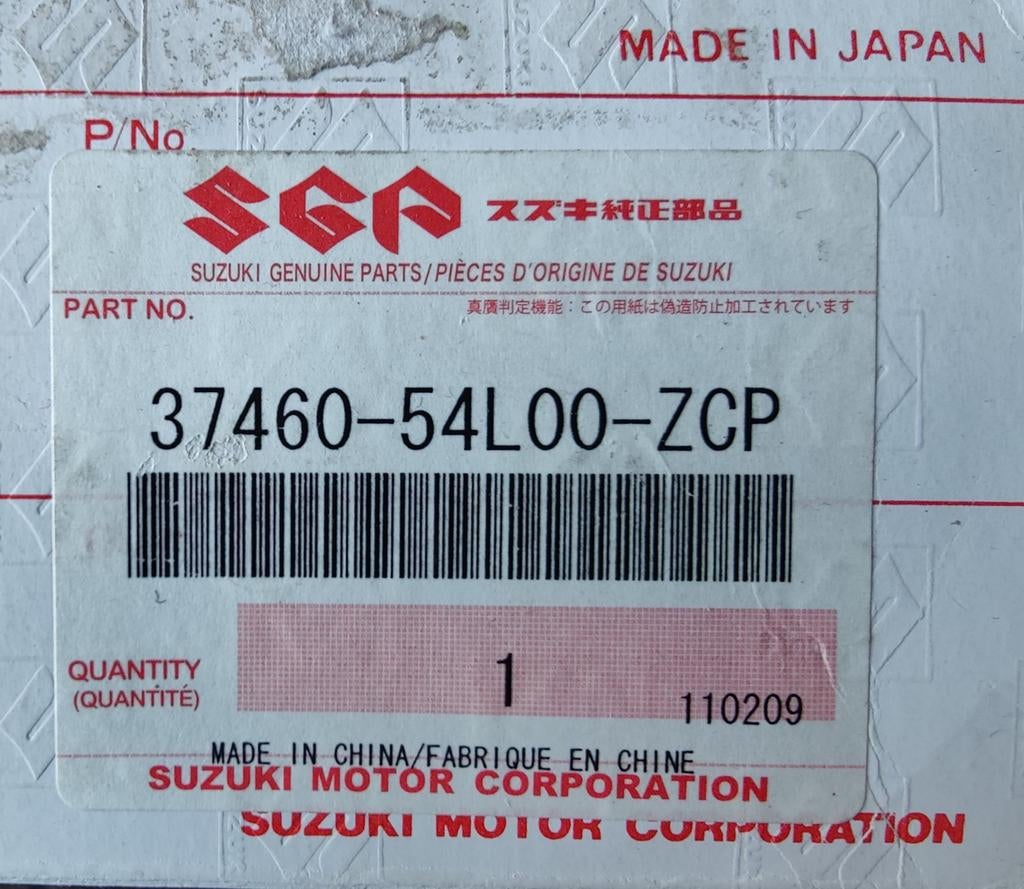 MADE IN JAPAN
P/No.
SGP スズキ純正部品
SUZUKI GENUINE PARTS/PIÈCES D'ORIGINE DE SUZUKI
PART NO. 真贋判定機能：この用紙は偽造防止加工されています
37460-54L00-ZCP
QUANTITY
(QUANTITÉ)
1
110209
MADE IN CHINA/FABRIQUE EN CHINE
SUZUKI MOTOR CORPORATION
SUZUKI MOTOR CORPORATION